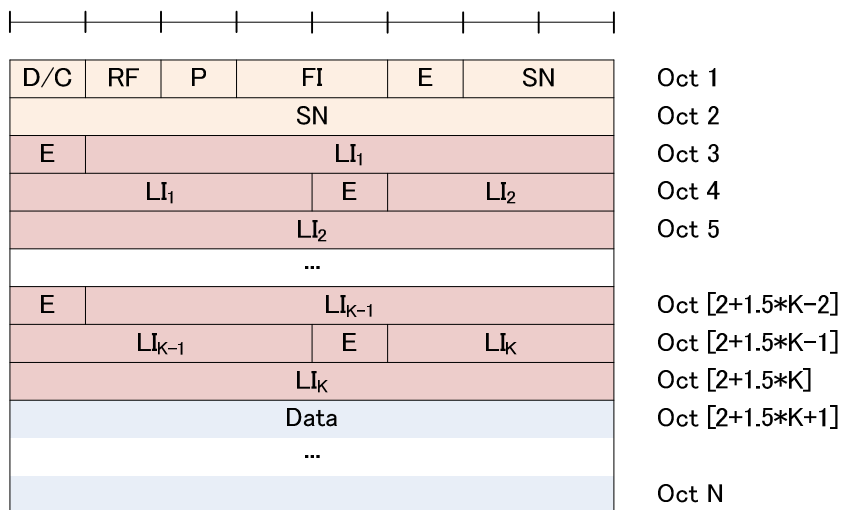 D/C RF P FI E SN Oct 1
SN Oct 2
E LI₁ Oct 3
LI₁ E LI₂ Oct 4
LI₂ Oct 5
...
E LIK-1 Oct [2+1.5*K-2]
LIK-1 E LIK Oct [2+1.5*K-1]
LIK Oct [2+1.5*K]
Data Oct [2+1.5*K+1]
...
Oct N